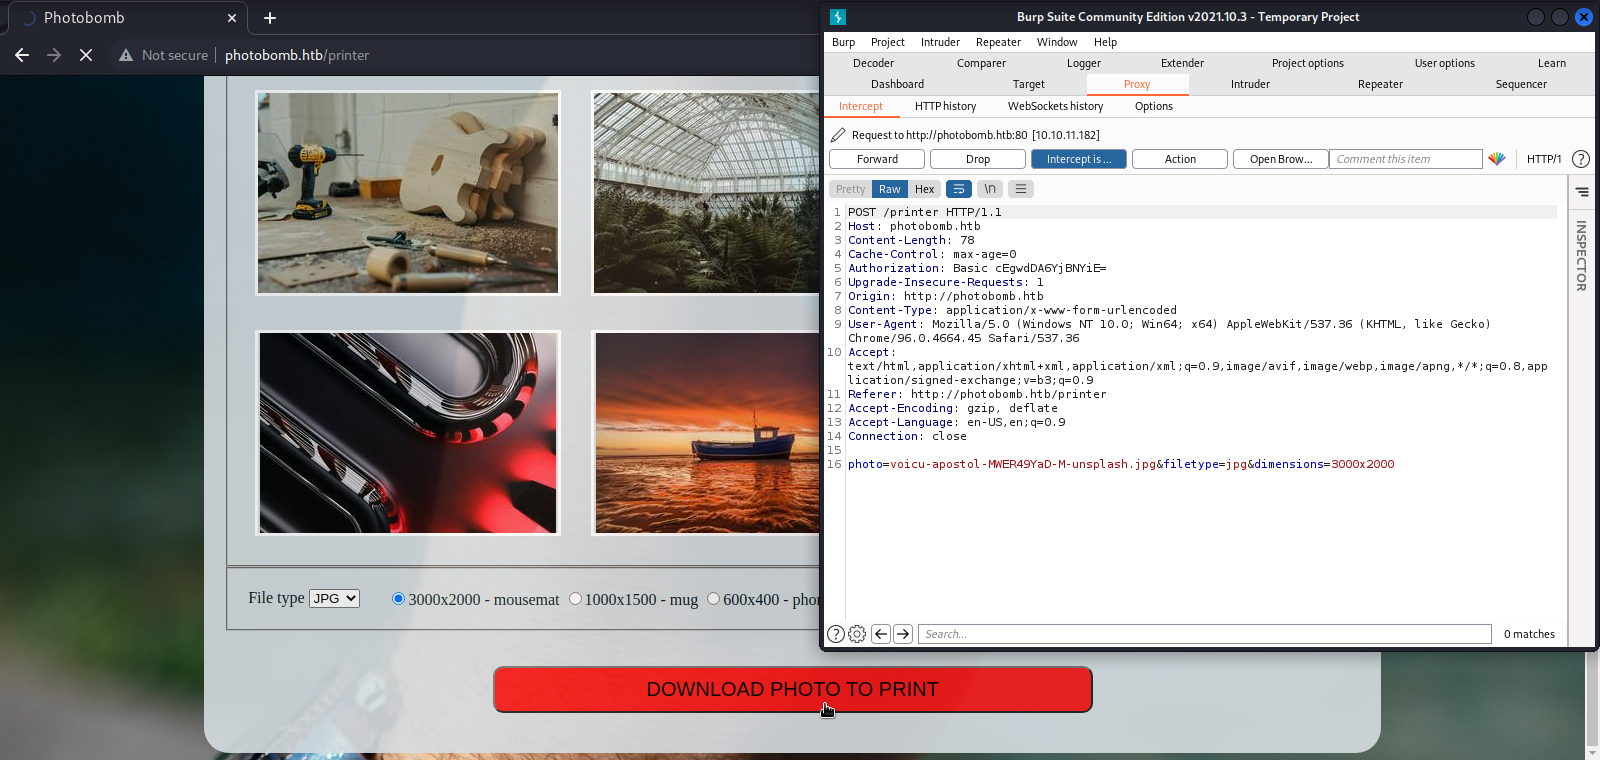 Photobomb
Not secure
photobomb.htb/printer
File type
JPG
3000x2000 - mousemat
1000x1500 - mug
600x400 - phon
DOWNLOAD PHOTO TO PRINT
Burp Suite Community Edition v2021.10.3 - Temporary Project
Burp Project Intruder Repeater Window Help
Decoder Comparer Logger Extender Project options User options Learn
Dashboard Target Proxy Intruder Repeater Sequencer
Intercept HTTP history WebSockets history Options
Request to http://photobomb.htb:80 [10.10.11.182]
Forward Drop Intercept is ... Action Open Brow... Comment this item HTTP/1 ?
Pretty Raw Hex \n
INSPECTOR
1 POST /printer HTTP/1.1
2 Host: photobomb.htb
3 Content-Length: 78
4 Cache-Control: max-age=0
5 Authorization: Basic cEgwdDA6YjBNYiE=
6 Upgrade-Insecure-Requests: 1
7 Origin: http://photobomb.htb
8 Content-Type: application/x-www-form-urlencoded
9 User-Agent: Mozilla/5.0 (Windows NT 10.0; Win64; x64) AppleWebKit/537.36 (KHTML, like Gecko)
Chrome/96.0.4664.45 Safari/537.36
10 Accept:
text/html,application/xhtml+xml,application/xml;q=0.9,image/avif,image/webp,image/apng,*/*;q=0.8,app
lication/signed-exchange;v=b3;q=0.9
11 Referer: http://photobomb.htb/printer
12 Accept-Encoding: gzip, deflate
13 Accept-Language: en-US,en;q=0.9
14 Connection: close
15
16 photo=voicu-apostol-MWER49YaD-M-unsplash.jpg&filetype=jpg&dimensions=3000x2000
? Search... 0 matches